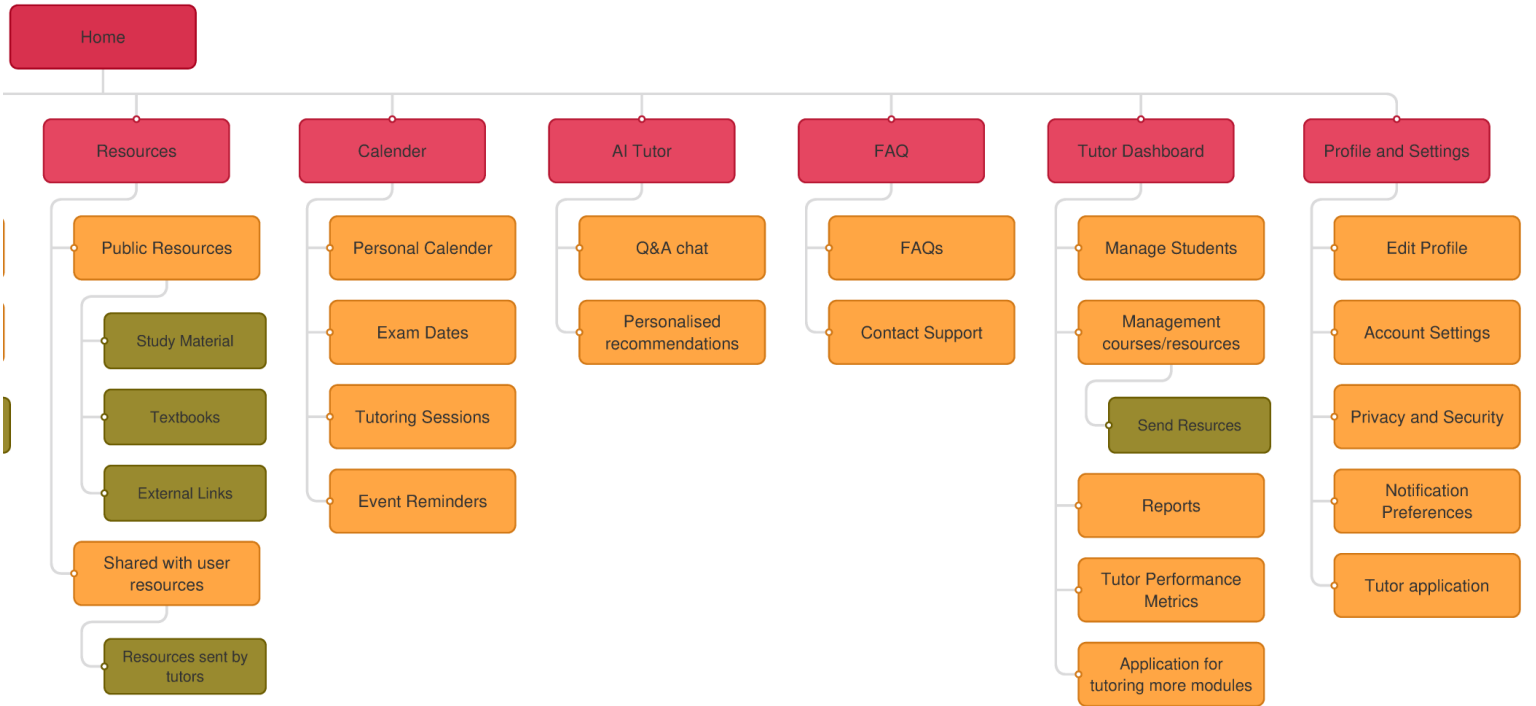 Home
Resources
Calender
AI Tutor
FAQ
Tutor Dashboard
Profile and Settings
Public Resources
Study Material
Textbooks
External Links
Shared with user
resources
Resources sent by
tutors
Personal Calender
Exam Dates
Tutoring Sessions
Event Reminders
Q&A chat
Personalised
recommendations
FAQs
Contact Support
Manage Students
Management
courses/resources
Send Resurces
Reports
Tutor Performance
Metrics
Application for
tutoring more modules
Edit Profile
Account Settings
Privacy and Security
Notification
Preferences
Tutor application